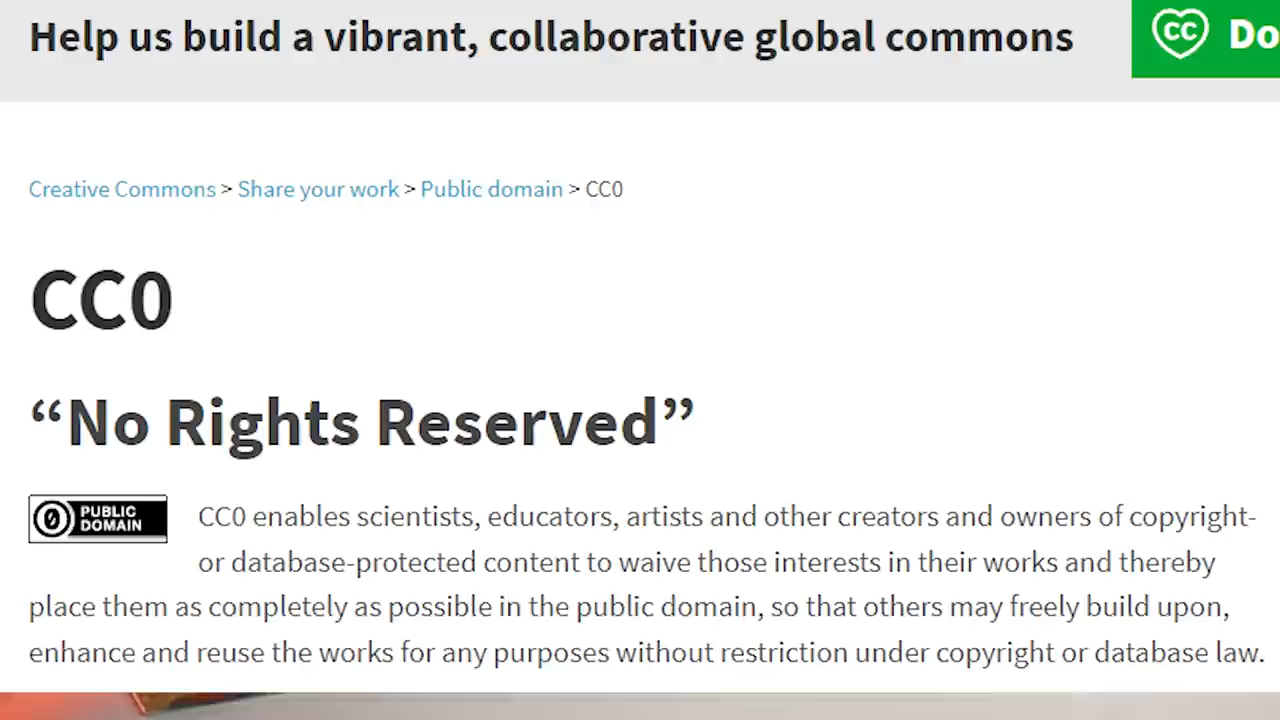 Help us build a vibrant, collaborative global commons
CC Do
Creative Commons > Share your work > Public domain > CC0
CC0
“No Rights Reserved”
0 PUBLIC
DOMAIN
CC0 enables scientists, educators, artists and other creators and owners of copyright-
or database-protected content to waive those interests in their works and thereby
place them as completely as possible in the public domain, so that others may freely build upon,
enhance and reuse the works for any purposes without restriction under copyright or database law.